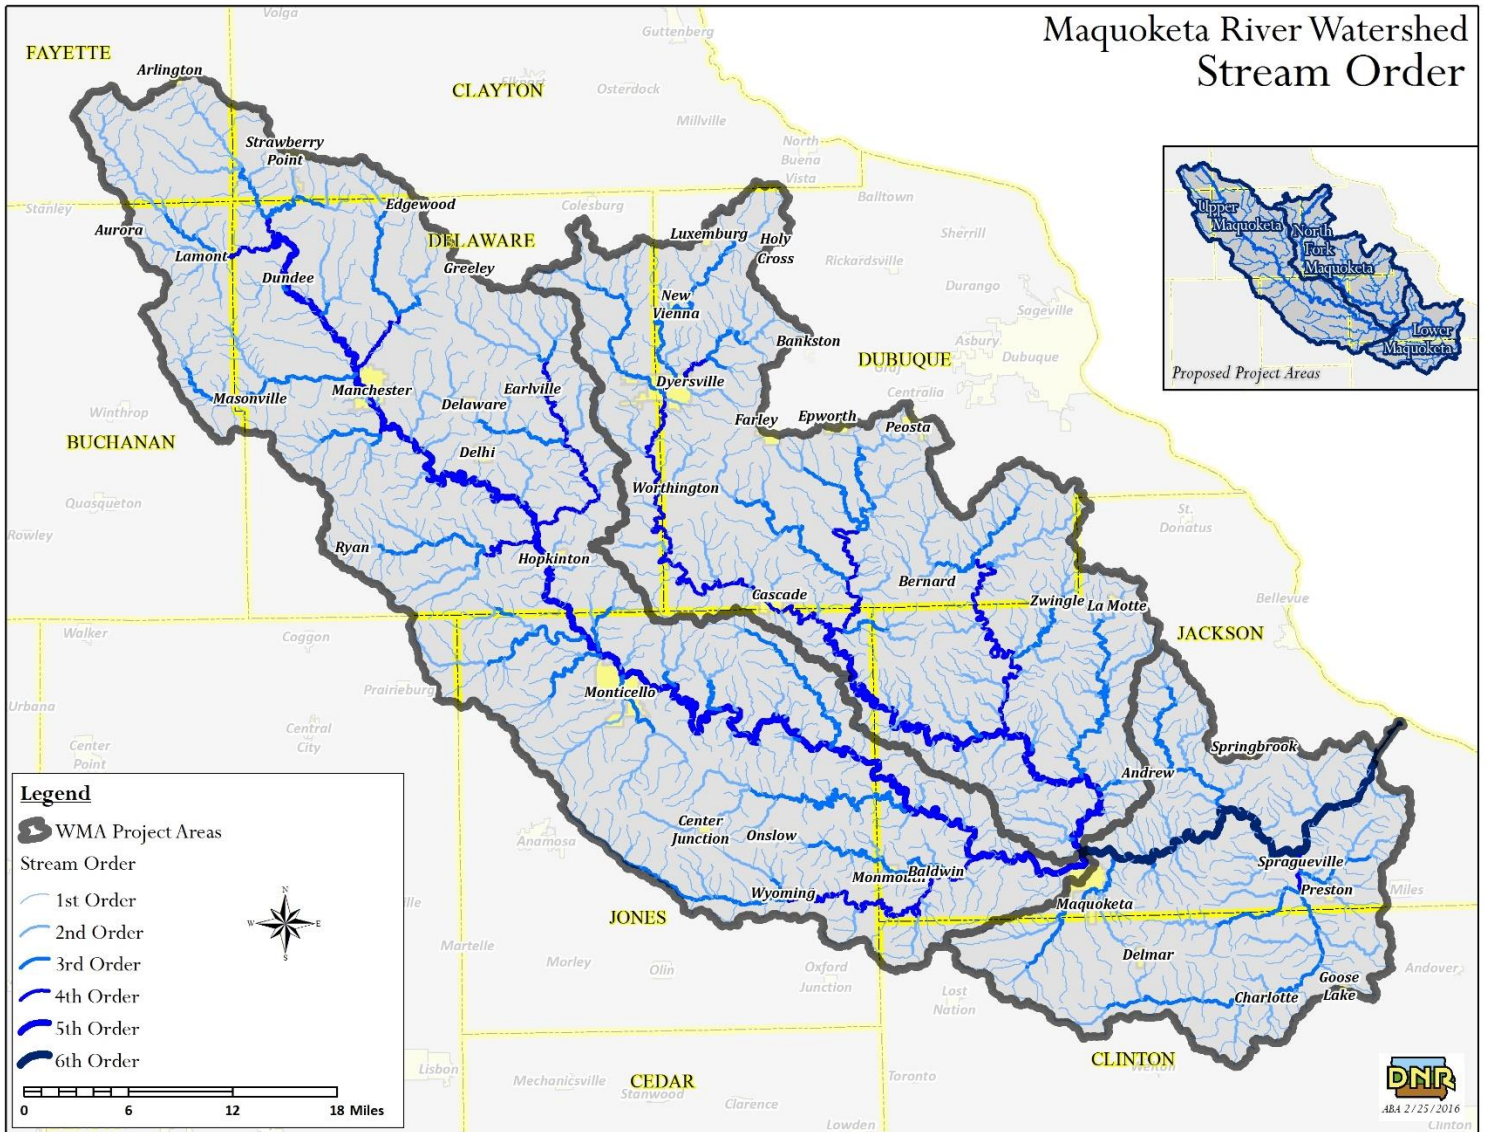 Maquoketa River Watershed
Stream Order
Volga
FAYETTE
Guttenberg
Arlington
Elkport
CLAYTON
Osterdock
Millville
Strawberry
Point
North
Buena
Vista
Stanley
Edgewood
Colesburg
Balltown
Aurora
DELAWARE
Luxemburg
Holy
Cross
Sherrill
Lamont
Greeley
Rickardsville
Dundee
New
Vienna
Durango
Sageville
Bankston
Asbury
DUBUQUE
Dubuque
Graf
Upper
Maquoketa
North
Fork
Maquoketa
Lower
Maquoketa
Proposed Project Areas
Manchester
Earlville
Dyersville
Centralia
Masonville
Delaware
Winthrop
Farley
Epworth
Peosta
BUCHANAN
Delhi
Quasqueton
Worthington
St.
Donatus
Rowley
Ryan
Hopkinton
Bernard
Cascade
Zwingle
La Motte
Bellevue
Walker
Coggon
JACKSON
Prairieburg
Monticello
Urbana
Central
City
Center
Point
Springbrook
Andrew
Legend
WMA Project Areas
Stream Order
1st Order
2nd Order
3rd Order
4th Order
5th Order
6th Order
N
W
E
S
0
6
12
18 Miles
Anamosa
Center
Junction
Onslow
Spragueville
Monmouth
Baldwin
Preston
Miles
Wyoming
ille
Maquoketa
JONES
Martelle
Morley
Olin
Oxford
Junction
Delmar
Lost
Nation
Charlotte
Goose
Lake
Andover
CLINTON
Welton
Lisbon
Mechanicsville
Stanwood
CEDAR
Clarence
Toronto
Lowden
DNR
ABA 2/25/2016
Clinton